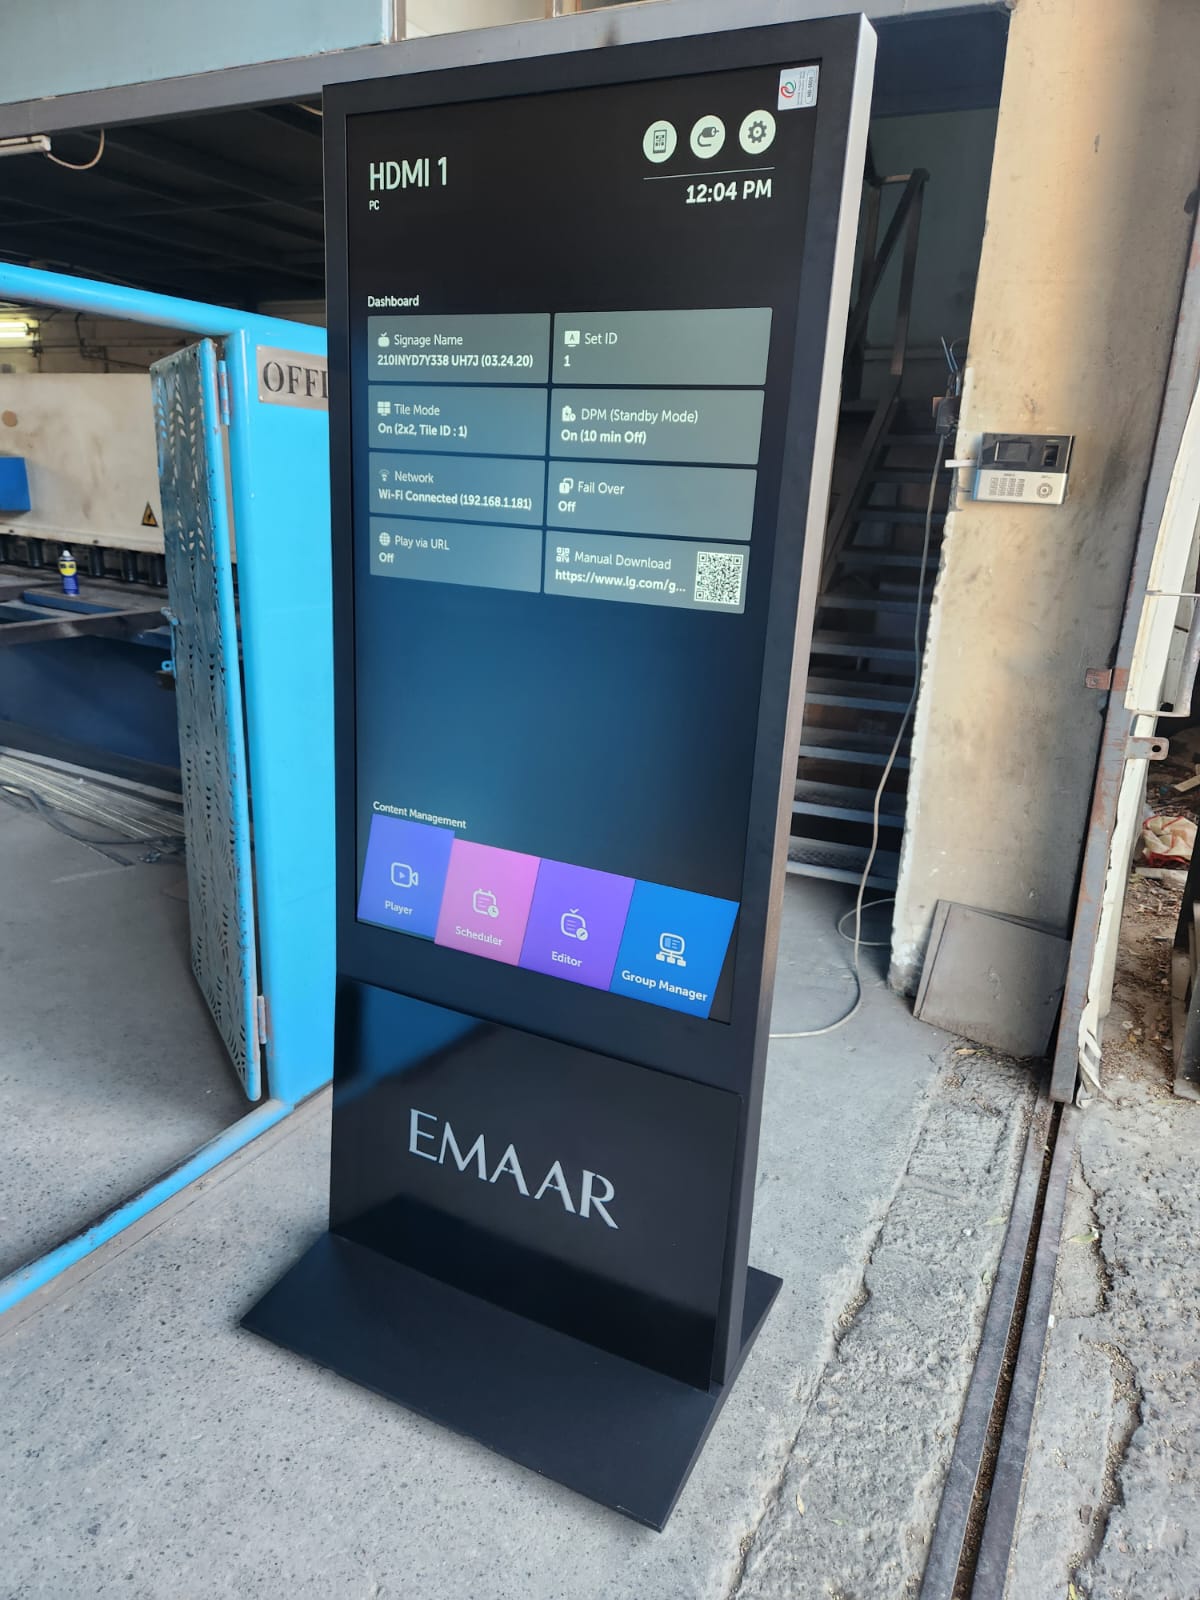 HDMI 1
PC
12:04 PM
Dashboard
Signage Name
210INYD7Y338 UH7J (03.24.20)
Set ID
1
Tile Mode
On (2x2, Tile ID : 1)
DPM (Standby Mode)
On (10 min Off)
Network
Wi-Fi Connected (192.168.1.181)
Fail Over
Off
Play via URL
Off
Manual Download
https://www.lg.com/g...
Content Management
Player
Scheduler
Editor
Group Manager
EMAAR
OFFI